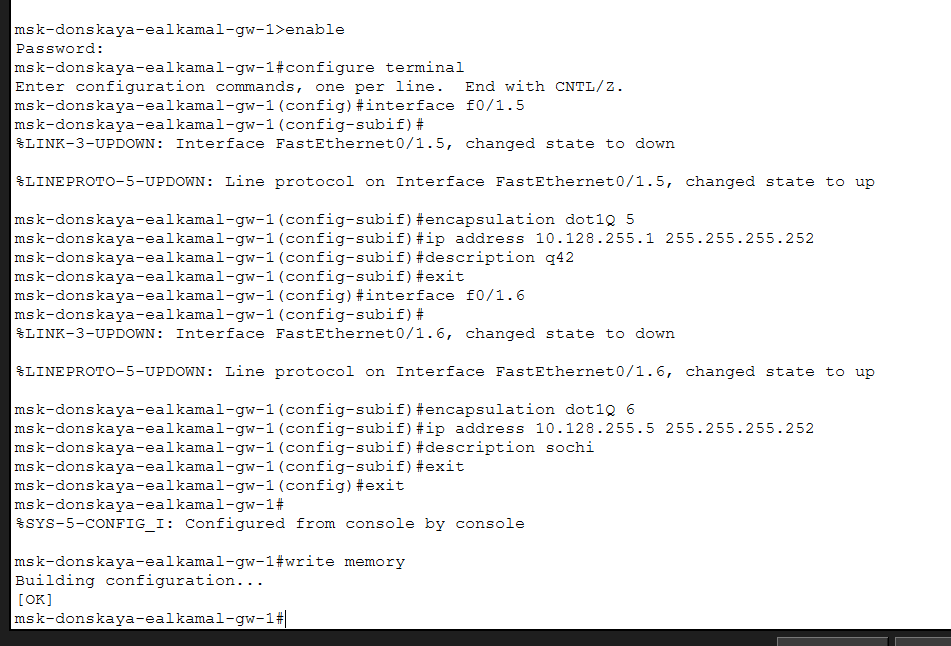 msk-donskaya-ealkamal-gw-1>enable
Password:
msk-donskaya-ealkamal-gw-1#configure terminal
Enter configuration commands, one per line.  End with CNTL/Z.
msk-donskaya-ealkamal-gw-1(config)#interface f0/1.5
msk-donskaya-ealkamal-gw-1(config-subif)#
%LINK-3-UPDOWN: Interface FastEthernet0/1.5, changed state to down
%LINEPROTO-5-UPDOWN: Line protocol on Interface FastEthernet0/1.5, changed state to up
msk-donskaya-ealkamal-gw-1(config-subif)#encapsulation dot1Q 5
msk-donskaya-ealkamal-gw-1(config-subif)#ip address 10.128.255.1 255.255.255.252
msk-donskaya-ealkamal-gw-1(config-subif)#description q42
msk-donskaya-ealkamal-gw-1(config-subif)#exit
msk-donskaya-ealkamal-gw-1(config)#interface f0/1.6
msk-donskaya-ealkamal-gw-1(config-subif)#
%LINK-3-UPDOWN: Interface FastEthernet0/1.6, changed state to down
%LINEPROTO-5-UPDOWN: Line protocol on Interface FastEthernet0/1.6, changed state to up
msk-donskaya-ealkamal-gw-1(config-subif)#encapsulation dot1Q 6
msk-donskaya-ealkamal-gw-1(config-subif)#ip address 10.128.255.5 255.255.255.252
msk-donskaya-ealkamal-gw-1(config-subif)#description sochi
msk-donskaya-ealkamal-gw-1(config-subif)#exit
msk-donskaya-ealkamal-gw-1(config)#exit
msk-donskaya-ealkamal-gw-1#
%SYS-5-CONFIG_I: Configured from console by console
msk-donskaya-ealkamal-gw-1#write memory
Building configuration...
[OK]
msk-donskaya-ealkamal-gw-1#